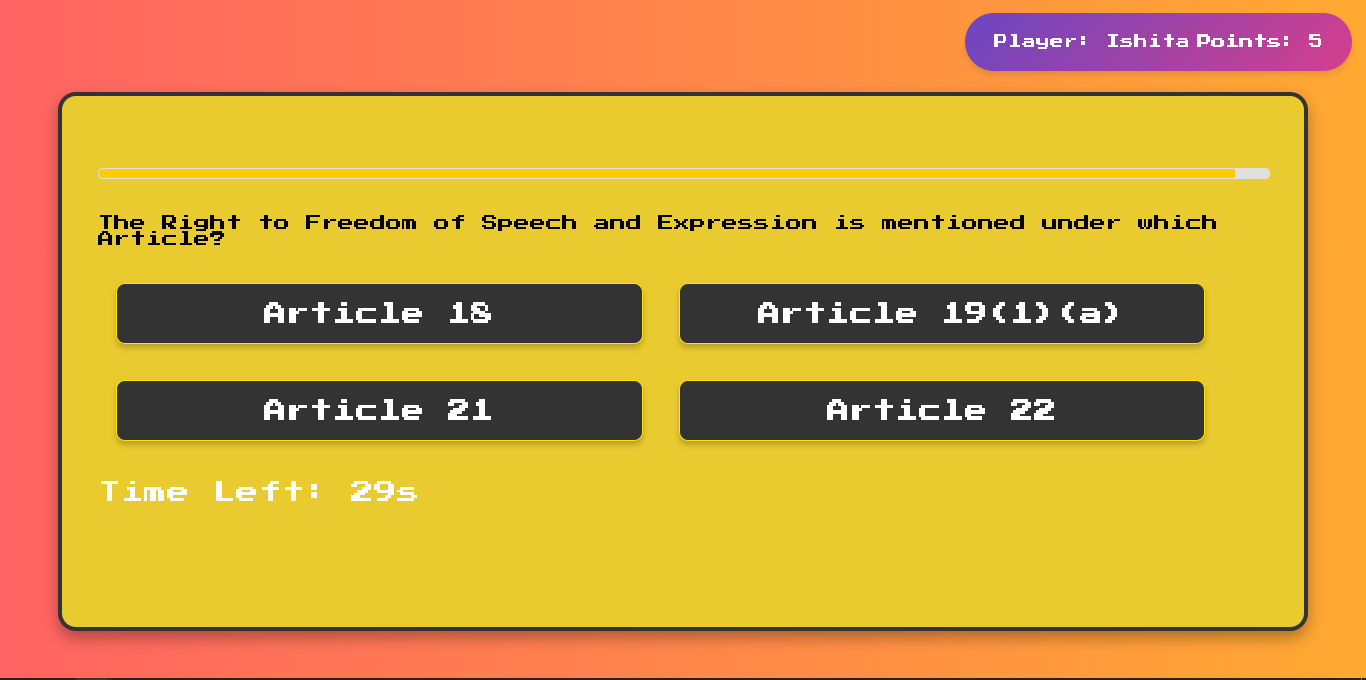 Player: Ishita Points: 5
The Right to Freedom of Speech and Expression is mentioned under which
Article?
Article 18
Article 19(1)(a)
Article 21
Article 22
Time Left: 29s